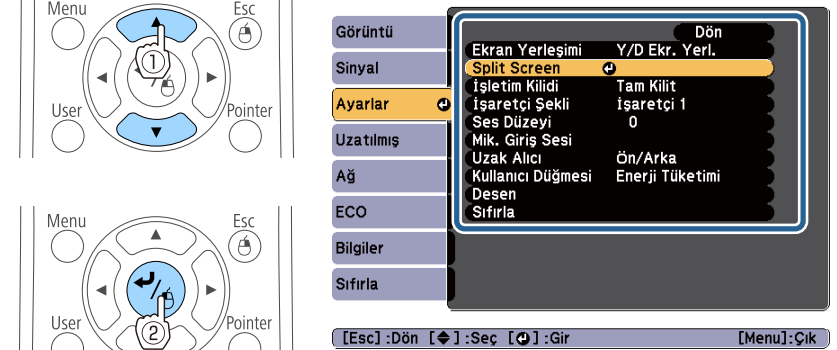 Menu
Esc
①
User
Pointer
Menu
Esc
②
User
Pointer
Görüntü
Sinyal
Ayarlar
Uzatılmış
Ağ
ECO
Bilgiler
Sıfırla
Dön
Ekran Yerleşimi Y/D Ekr. Yerl.
Split Screen
İşletim Kilidi Tam Kilit
İşaretçi Şekli İşaretçi 1
Ses Düzeyi 0
Mik. Giriş Sesi
Uzak Alıcı Ön/Arka
Kullanıcı Düğmesi Enerji Tüketimi
Desen
Sıfırla
[Esc] :Dön [◆] :Seç [⏎] :Gir [Menu]:Çık